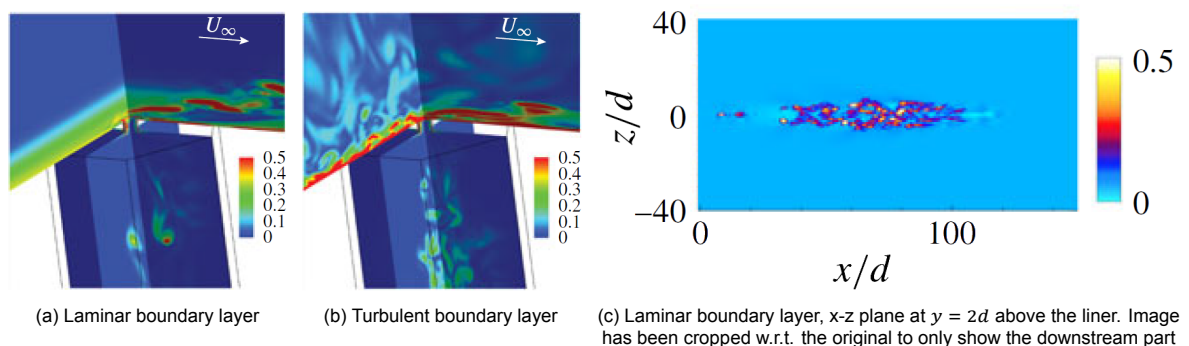 U∞
0.5
0.4
0.3
0.2
0.1
0
(a) Laminar boundary layer
U∞
0.5
0.4
0.3
0.2
0.1
0
(b) Turbulent boundary layer
40
0
−40
z/d
0
100
x/d
0.5
0
(c) Laminar boundary layer, x-z plane at y = 2d above the liner. Image
has been cropped w.r.t. the original to only show the downstream part